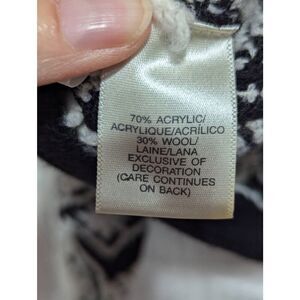 70% ACRYLIC/
ACRYLIQUE/ACRÍLICO
30% WOOL/
LAINE/LANA
EXCLUSIVE OF
DECORATION
(CARE CONTINUES
ON BACK)